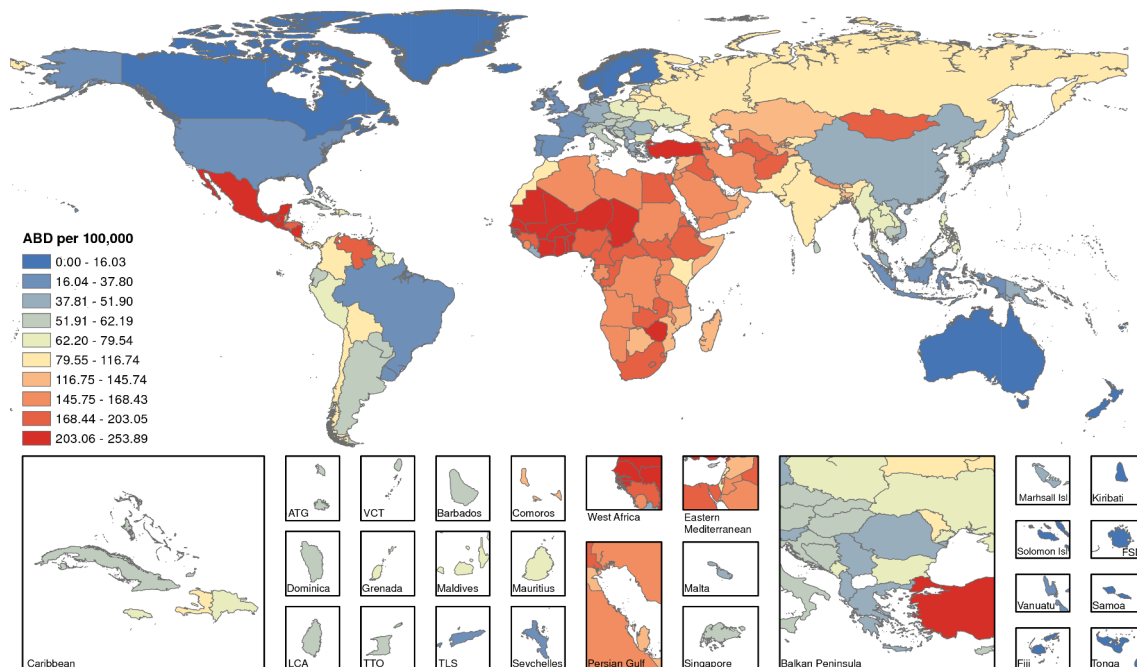 ABD per 100,000
0.00 - 16.03
16.04 - 37.80
37.81 - 51.90
51.91 - 62.19
62.20 - 79.54
79.55 - 116.74
116.75 - 145.74
145.75 - 168.43
168.44 - 203.05
203.06 - 253.89
Caribbean
ATG
VCT
Barbados
Comoros
West Africa
Eastern
Mediterranean
Marhsall Isl
Kiribati
Dominica
Grenada
Maldives
Mauritius
Malta
Solomon Isl
FSM
Vanuatu
Samoa
LCA
TTO
TLS
Seychelles
Persian Gulf
Singapore
Balkan Peninsula
Fiji
Tonga